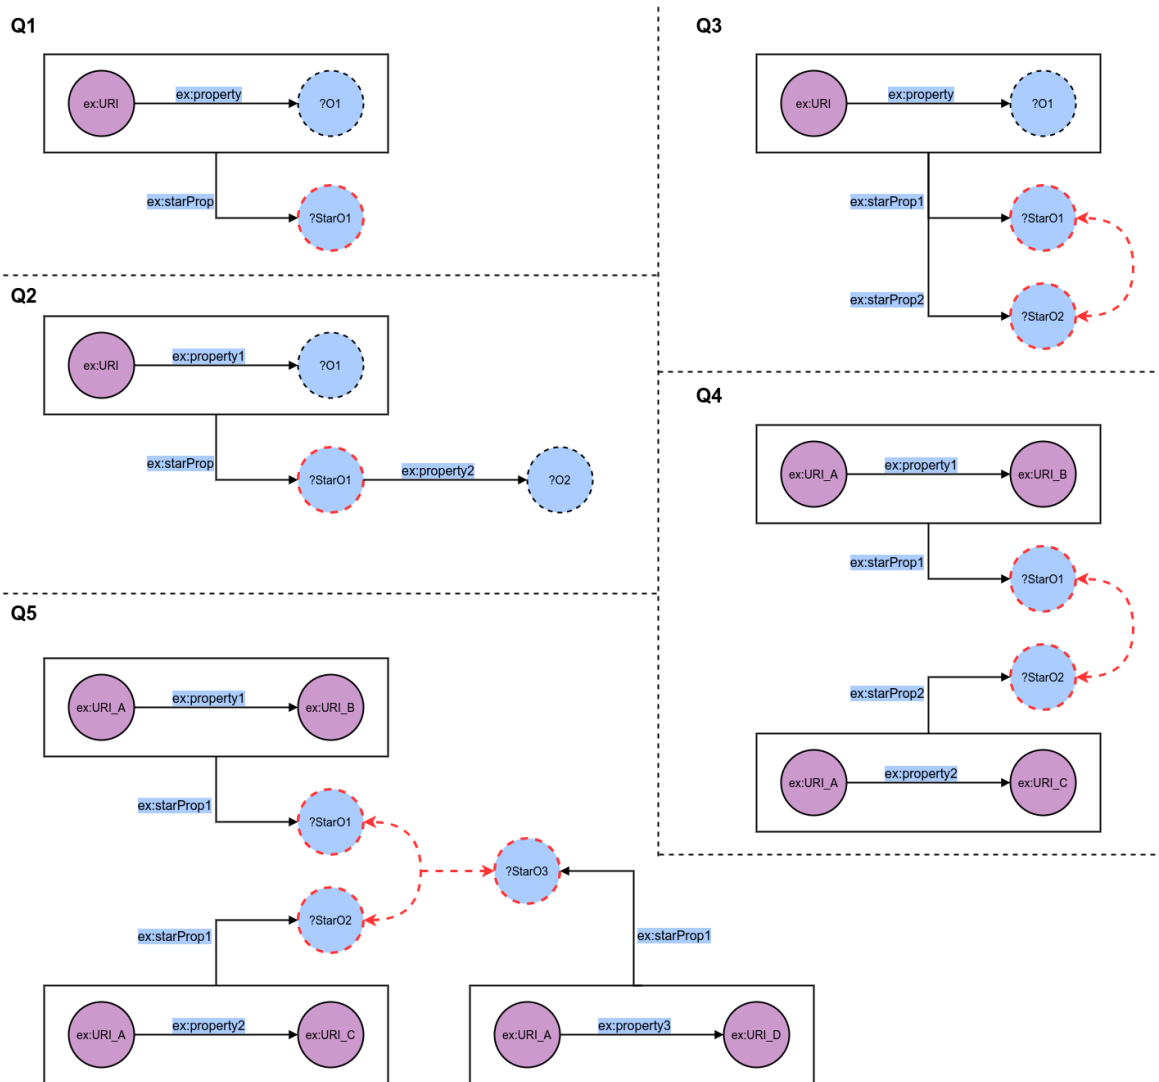 Q1
ex:URI
ex:property
?O1
ex:starProp
?StarO1
Q2
ex:URI
ex:property1
?O1
ex:starProp
?StarO1
ex:property2
?O2
Q3
ex:URI
ex:property
?O1
ex:starProp1
?StarO1
ex:starProp2
?StarO2
Q4
ex:URI_A
ex:property1
ex:URI_B
ex:starProp1
?StarO1
?StarO2
ex:starProp2
ex:URI_A
ex:property2
ex:URI_C
Q5
ex:URI_A
ex:property1
ex:URI_B
ex:starProp1
?StarO1
?StarO3
?StarO2
ex:starProp1
ex:starProp1
ex:URI_A
ex:property2
ex:URI_C
ex:URI_A
ex:property3
ex:URI_D